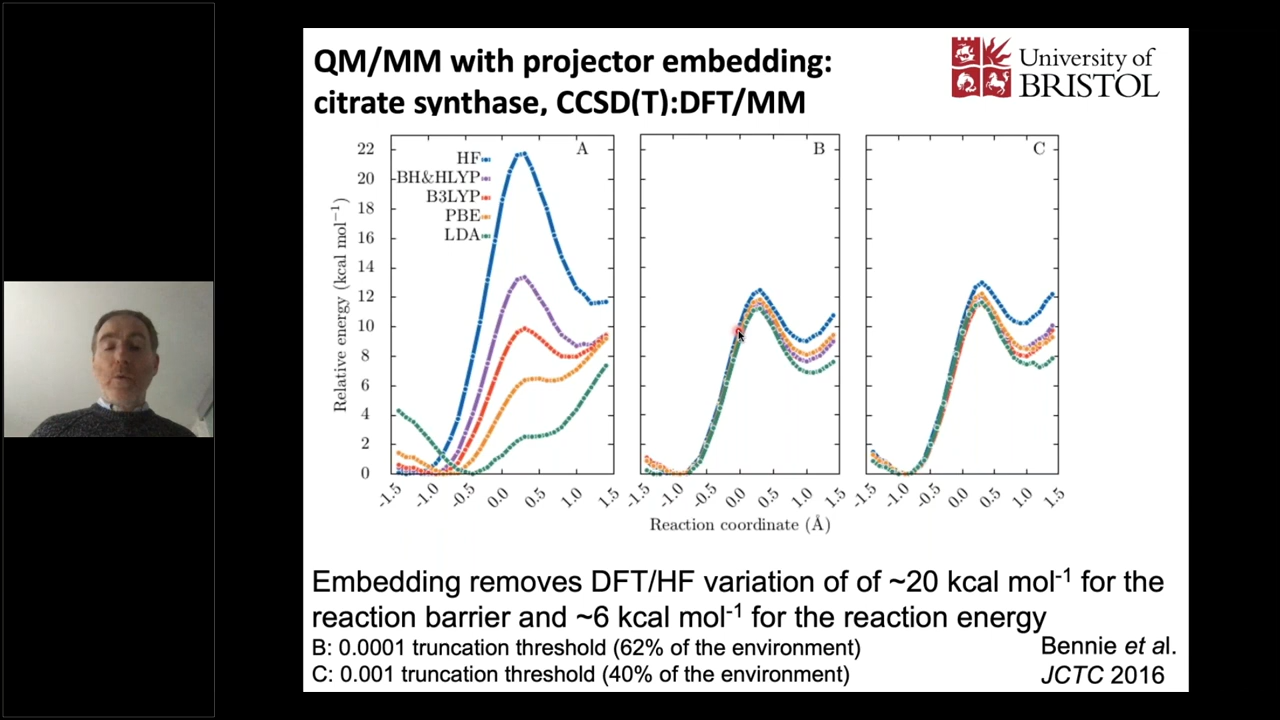 QM/MM with projector embedding:
citrate synthase, CCSD(T):DFT/MM
University of
BRISTOL
Relative energy (kcal mol⁻¹)
22
20
18
16
14
12
10
8
6
4
2
0
HF
BH&HLYP
B3LYP
PBE
LDA
A
B
C
-1.5 -1.0 -0.5 0.0 0.5 1.0 1.5
-1.5 -1.0 -0.5 0.0 0.5 1.0 1.5
-1.5 -1.0 -0.5 0.0 0.5 1.0 1.5
Reaction coordinate (Å)
Embedding removes DFT/HF variation of of ~20 kcal mol⁻¹ for the
reaction barrier and ~6 kcal mol⁻¹ for the reaction energy
B: 0.0001 truncation threshold (62% of the environment)
C: 0.001 truncation threshold (40% of the environment)
Bennie et al.
JCTC 2016